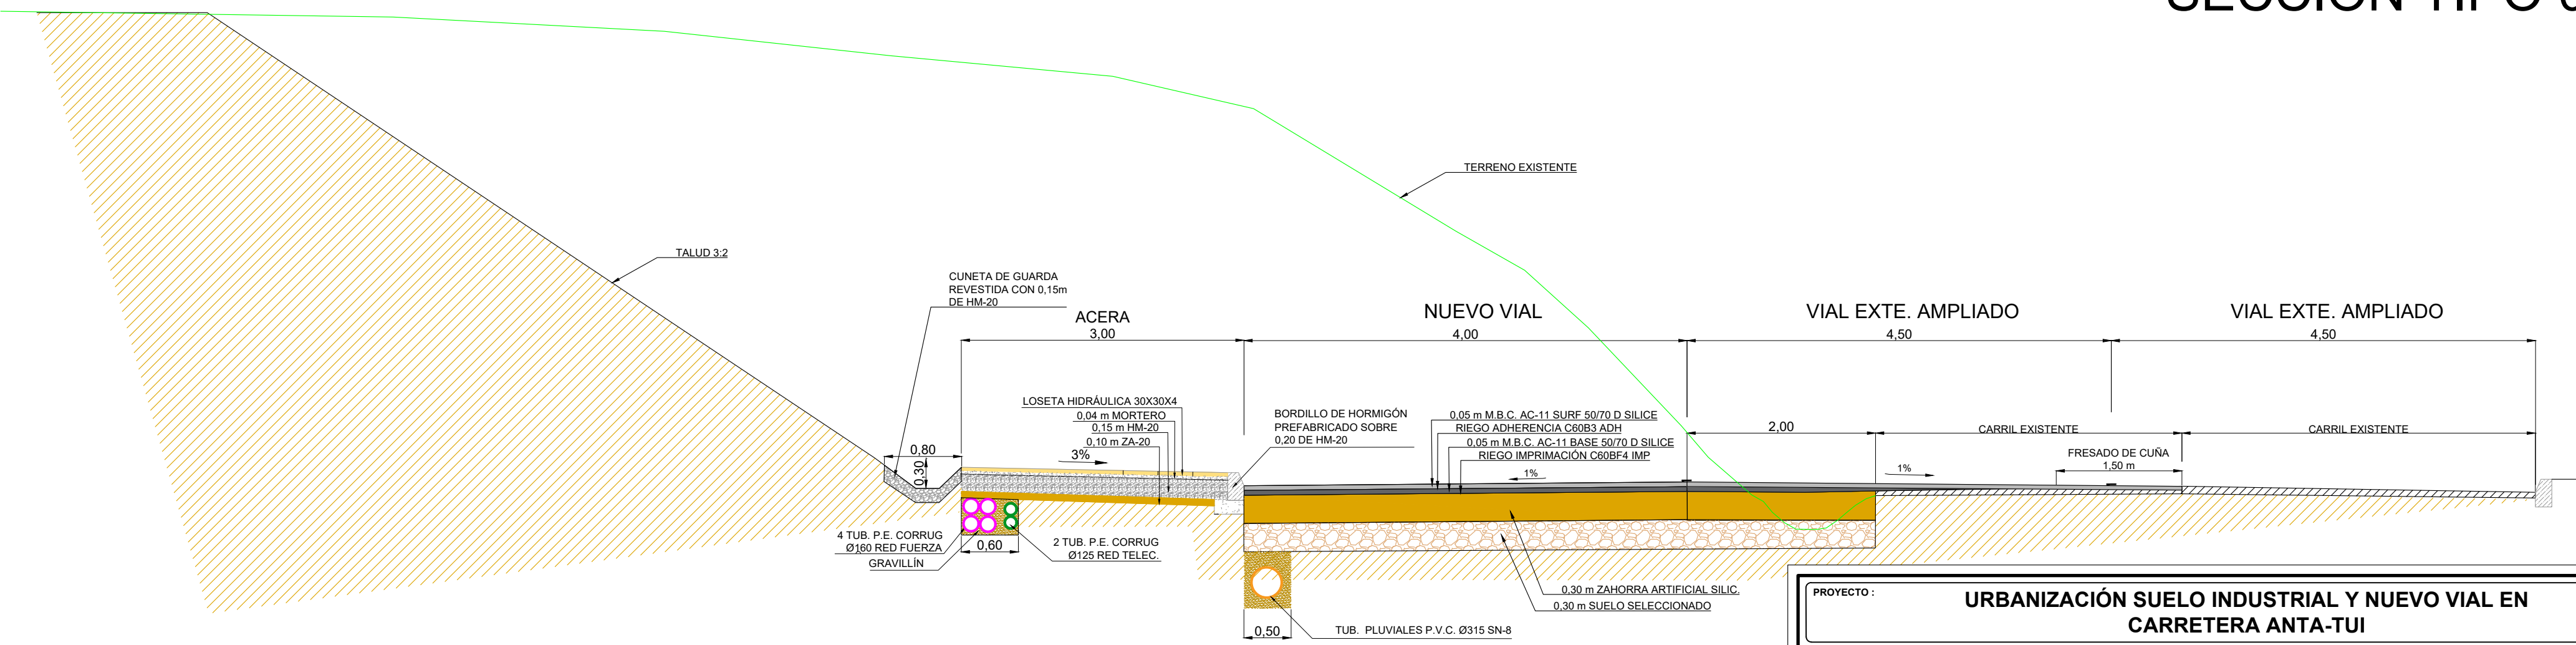 SECCIÓN TIPO
TERRENO EXISTENTE
TALUD 3:2
CUNETA DE GUARDA
REVESTIDA CON 0,15m
DE HM-20
ACERA
3,00
NUEVO VIAL
4,00
VIAL EXTE. AMPLIADO
4,50
VIAL EXTE. AMPLIADO
4,50
LOSETA HIDRÁULICA 30X30X4
0,04 m MORTERO
0,15 m HM-20
0,10 m ZA-20
3%
BORDILLO DE HORMIGÓN
PREFABRICADO SOBRE
0,20 DE HM-20
0,05 m M.B.C. AC-11 SURF 50/70 D SILICE
RIEGO ADHERENCIA C60B3 ADH
0,05 m M.B.C. AC-11 BASE 50/70 D SILICE
RIEGO IMPRIMACIÓN C60BF4 IMP
1%
2,00
CARRIL EXISTENTE
CARRIL EXISTENTE
FRESADO DE CUÑA
1,50 m
1%
0,80
0,30
4 TUB. P.E. CORRUG
Ø160 RED FUERZA
GRAVILLÍN
0,60
2 TUB. P.E. CORRUG
Ø125 RED TELEC.
0,30 m ZAHORRA ARTIFICIAL SILIC.
0,30 m SUELO SELECCIONADO
0,50
TUB. PLUVIALES P.V.C. Ø315 SN-8
PROYECTO :
URBANIZACIÓN SUELO INDUSTRIAL Y NUEVO VIAL EN
CARRETERA ANTA-TUI